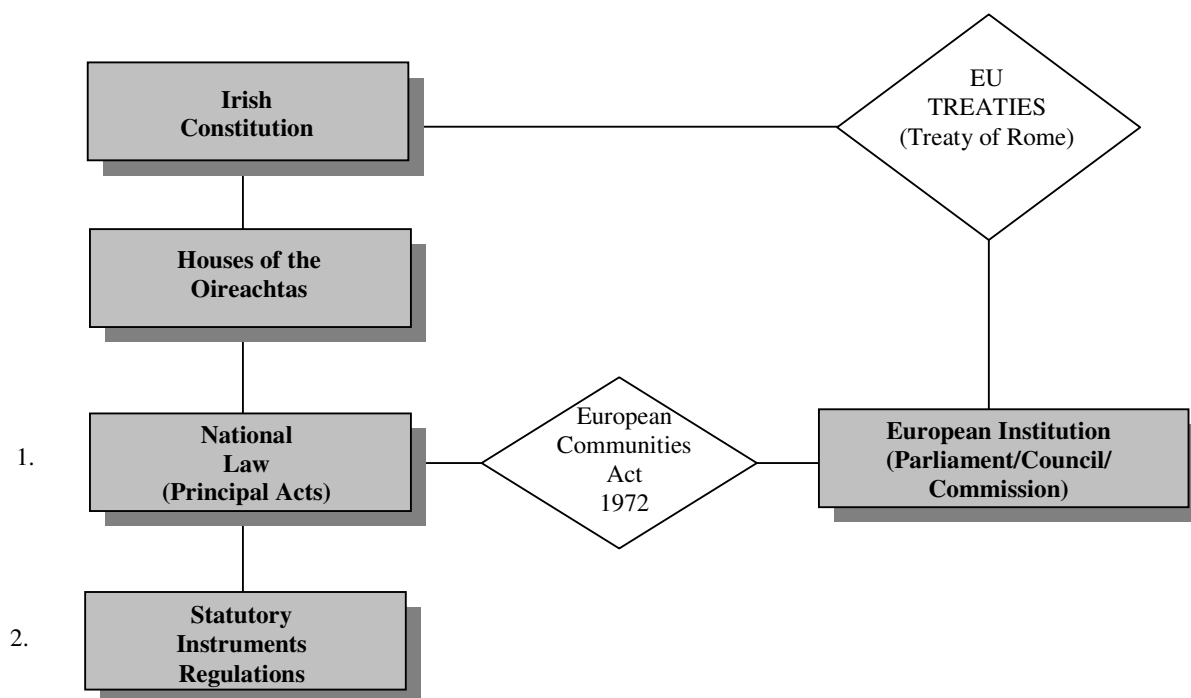 Irish
Constitution
EU
TREATIES
(Treaty of Rome)
Houses of the
Oireachtas
1.
National
Law
(Principal Acts)
European
Communities
Act
1972
European Institution
(Parliament/Council/
Commission)
2.
Statutory
Instruments
Regulations